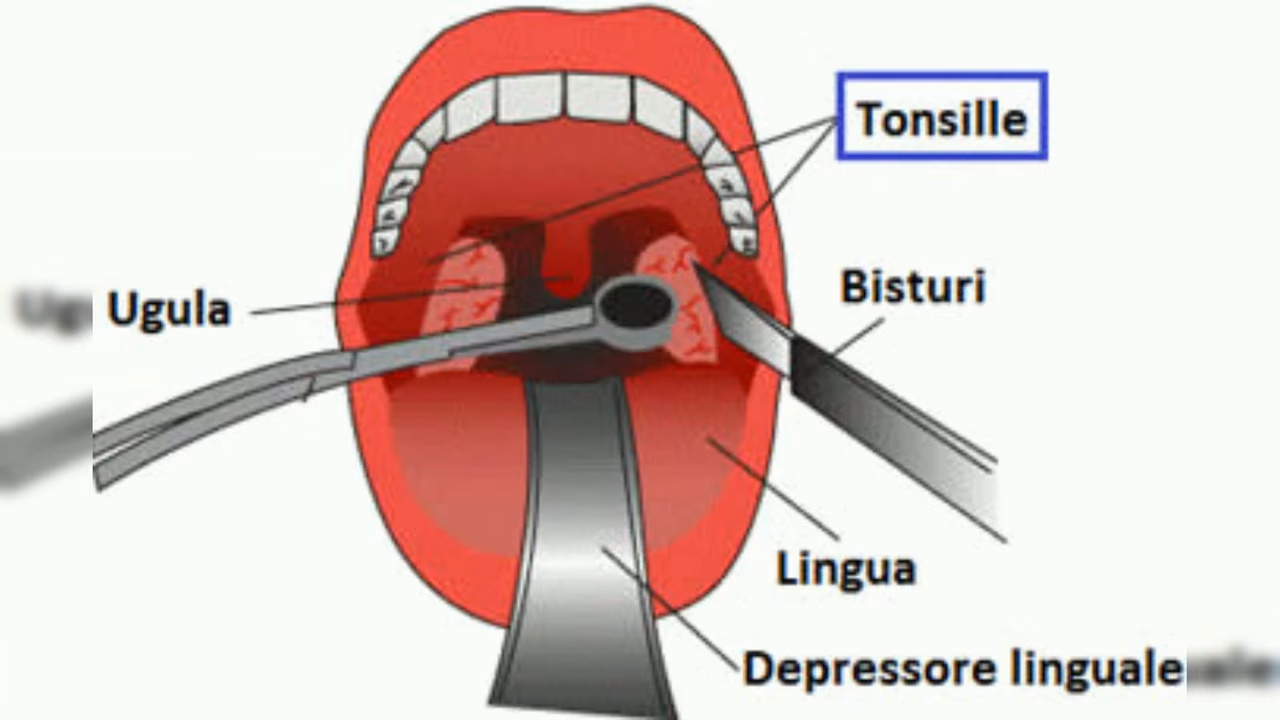 Tonsille
Bisturi
Ugula
Lingua
Depressore linguale